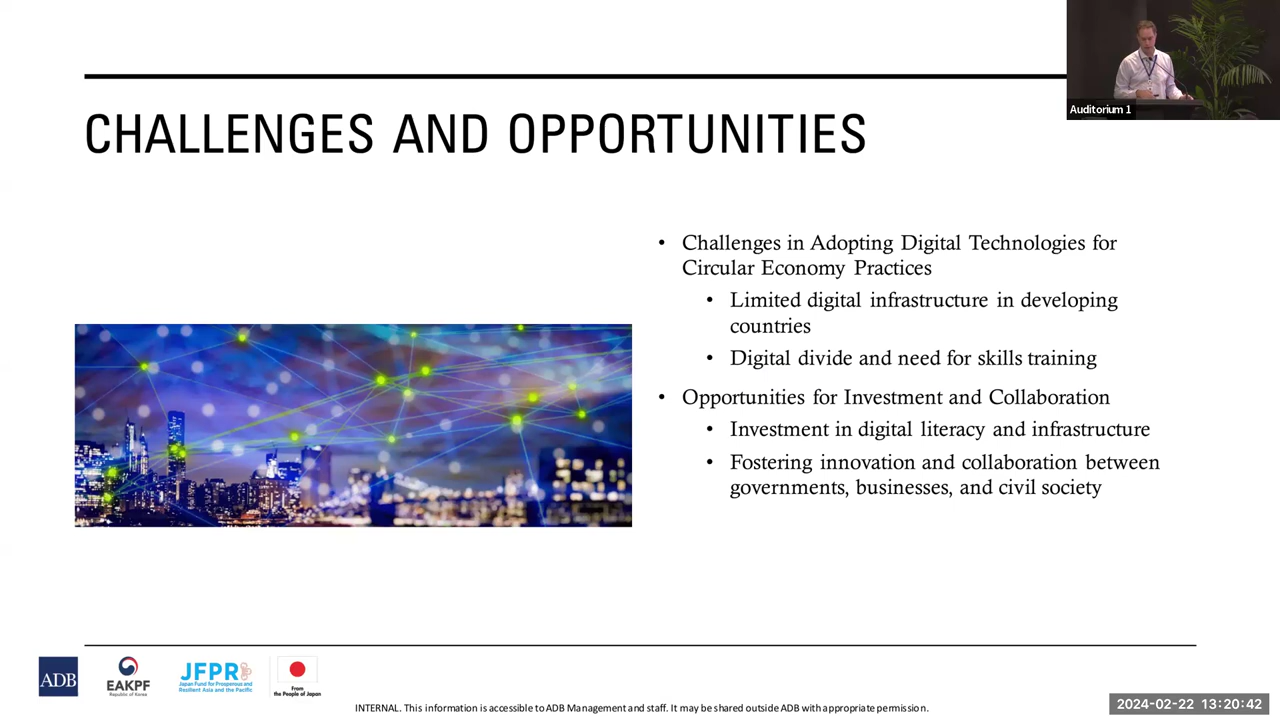 Auditorium 1
CHALLENGES AND OPPORTUNITIES
• Challenges in Adopting Digital Technologies for
Circular Economy Practices
• Limited digital infrastructure in developing
countries
• Digital divide and need for skills training
• Opportunities for Investment and Collaboration
• Investment in digital literacy and infrastructure
• Fostering innovation and collaboration between
governments, businesses, and civil society
ADB
EAKPF
Republic of Korea
JFPR
Japan Fund for Prosperous and
Resilient Asia and the Pacific
From
the People of Japan
INTERNAL. This information is accessible to ADB Management and staff. It may be shared outside ADB with appropriate permission.
2024-02-22 13:20:42